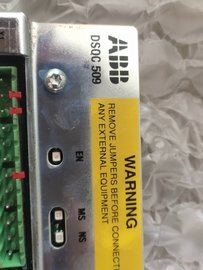 ABB
DSQC 509
WARNING
REMOVE JUMPERS BEFORE CONNECT
ANY EXTERNAL EQUIPMENT
EN
MS NS